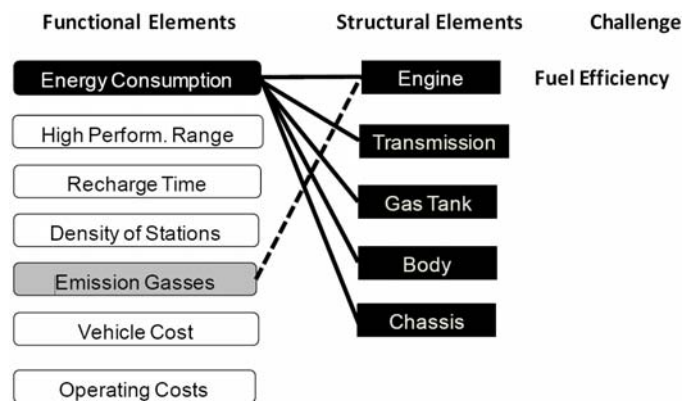 Functional Elements Structural Elements Challenge
Energy Consumption Engine Fuel Efficiency
High Perform. Range
Transmission
Recharge Time
Gas Tank
Density of Stations
Body
Emission Gasses
Chassis
Vehicle Cost
Operating Costs